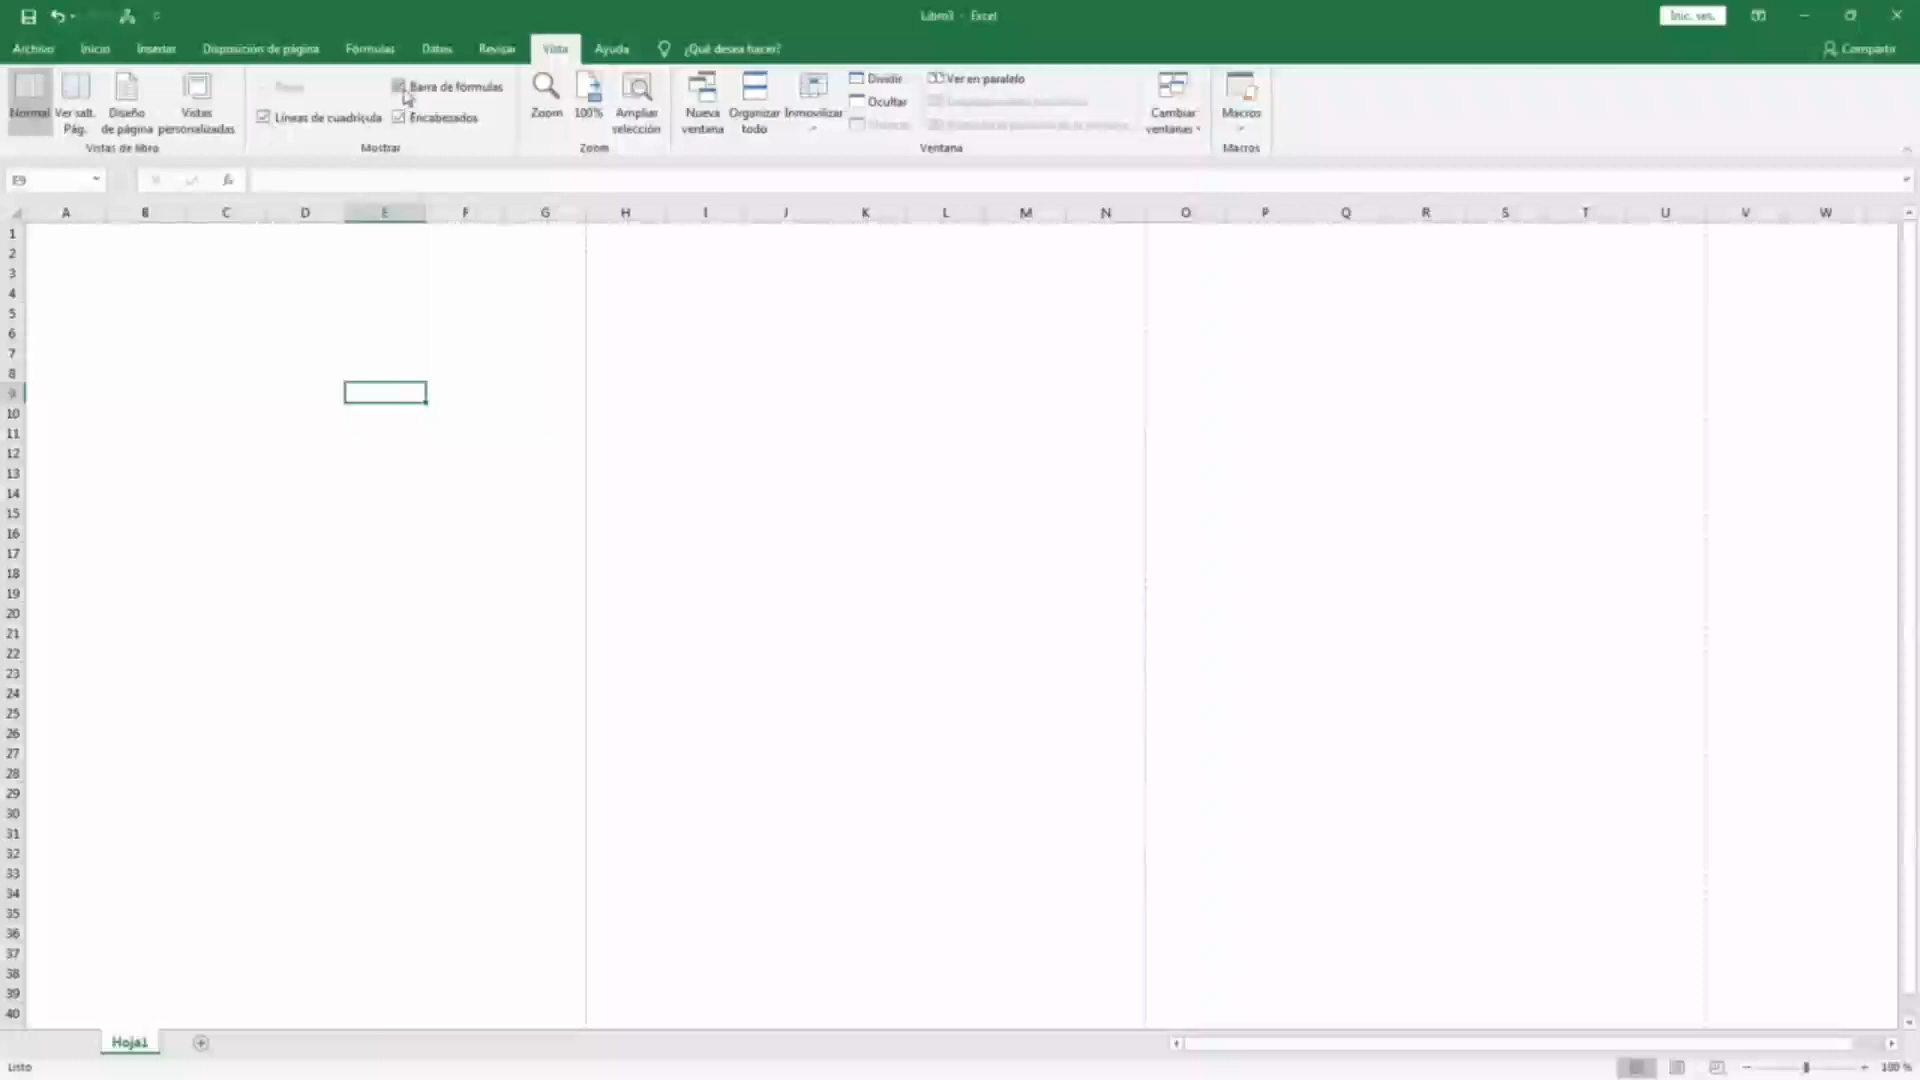 Libro1 - Excel
Inic. ses.
Archivo Inicio Insertar Disposición de página Fórmulas Datos Revisar Vista Ayuda ¿Qué desea hacer? Compartir
Normal
Ver salt. Pág.
Diseño de página
Vistas personalizadas
Vistas de libro
Regla
Barra de fórmulas
Líneas de cuadrícula
Encabezados
Mostrar
Zoom
100%
Ampliar selección
Zoom
Nueva ventana
Organizar todo
Inmovilizar
Dividir
Ocultar
Ver en paralelo
Cambiar ventanas
Ventana
Macros
Macros
E9
fx
A B C D E F G H I J K L M N O P Q R S T U V W
1
2
3
4
5
6
7
8
9
10
11
12
13
14
15
16
17
18
19
20
21
22
23
24
25
26
27
28
29
30
31
32
33
34
35
36
37
38
39
40
Hoja1
Listo
100 %